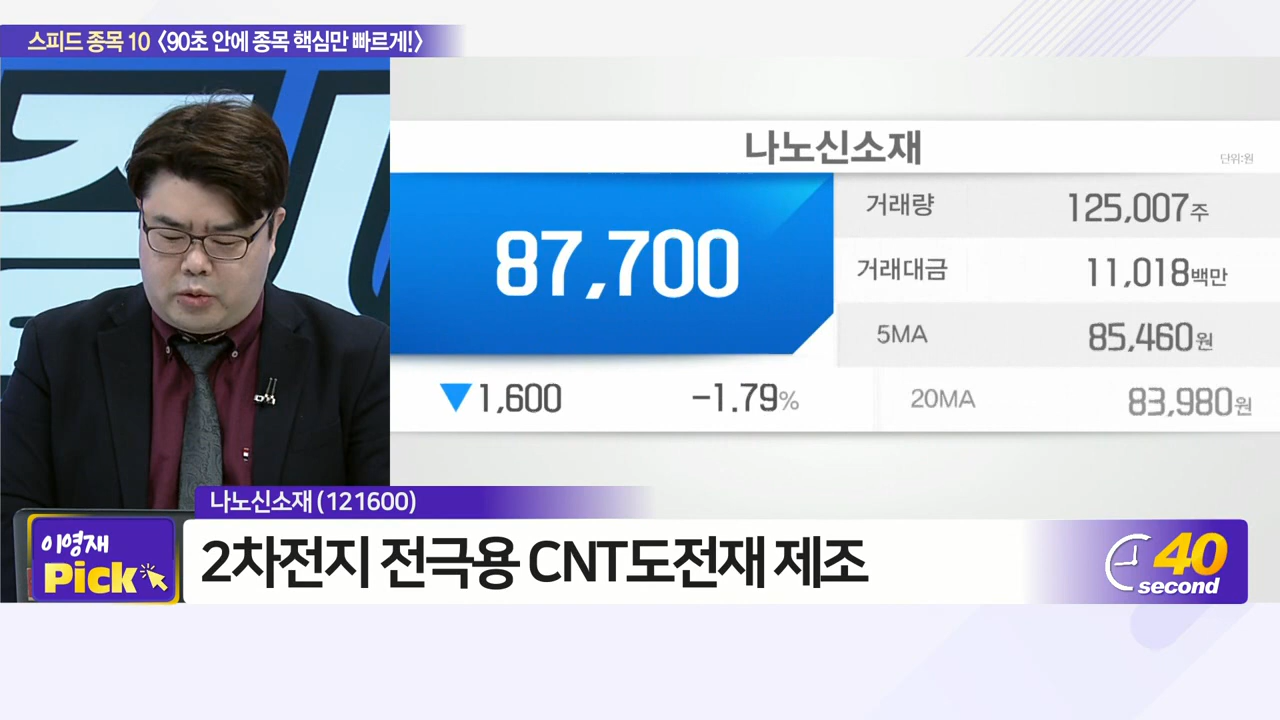 스피드 종목 10 〈90초 안에 종목 핵심만 빠르게!〉
나노신소재
단위:원
87,700
▼1,600 -1.79%
거래량 125,007주
거래대금 11,018백만
5MA 85,460원
20MA 83,980원
나노신소재 (121600)
이영재
Pick
2차전지 전극용 CNT도전재 제조
40
second